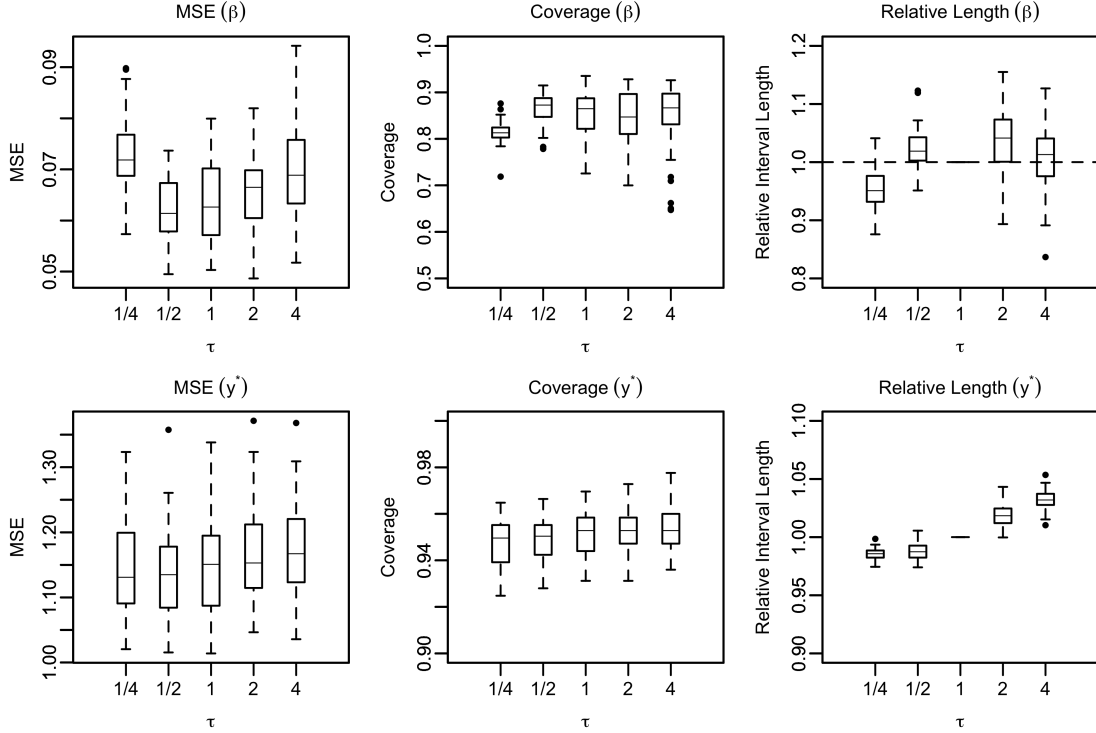 MSE (β)
MSE
0.09
0.07
0.05
1/4 1/2 1 2 4
τ
Coverage (β)
Coverage
1.0
0.9
0.8
0.7
0.6
0.5
1/4 1/2 1 2 4
τ
Relative Length (β)
Relative Interval Length
1.2
1.1
1.0
0.9
0.8
1/4 1/2 1 2 4
τ
MSE (y*)
MSE
1.30
1.20
1.10
1.00
1/4 1/2 1 2 4
τ
Coverage (y*)
Coverage
0.98
0.94
0.90
1/4 1/2 1 2 4
τ
Relative Length (y*)
Relative Interval Length
1.10
1.05
1.00
0.95
0.90
1/4 1/2 1 2 4
τ